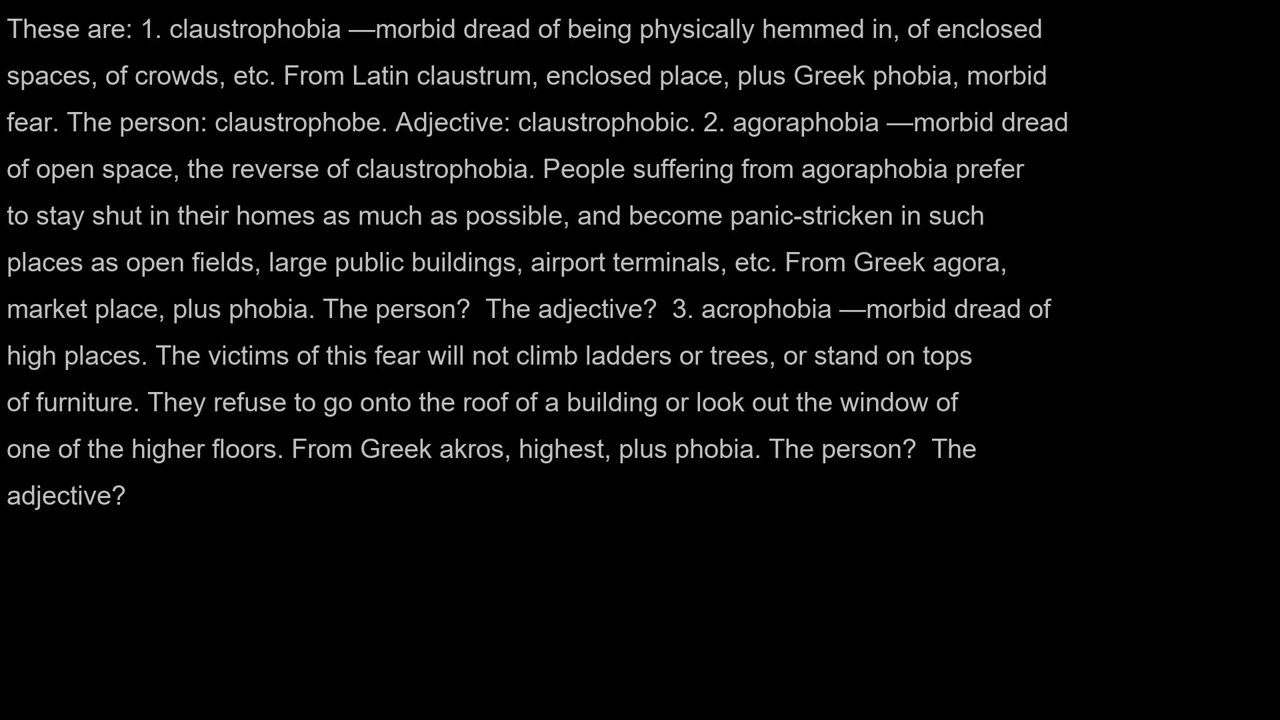 These are: 1. claustrophobia —morbid dread of being physically hemmed in, of enclosed
spaces, of crowds, etc. From Latin claustrum, enclosed place, plus Greek phobia, morbid
fear. The person: claustrophobe. Adjective: claustrophobic. 2. agoraphobia —morbid dread
of open space, the reverse of claustrophobia. People suffering from agoraphobia prefer
to stay shut in their homes as much as possible, and become panic-stricken in such
places as open fields, large public buildings, airport terminals, etc. From Greek agora,
market place, plus phobia. The person?  The adjective?  3. acrophobia —morbid dread of
high places. The victims of this fear will not climb ladders or trees, or stand on tops
of furniture. They refuse to go onto the roof of a building or look out the window of
one of the higher floors. From Greek akros, highest, plus phobia. The person?  The
adjective?